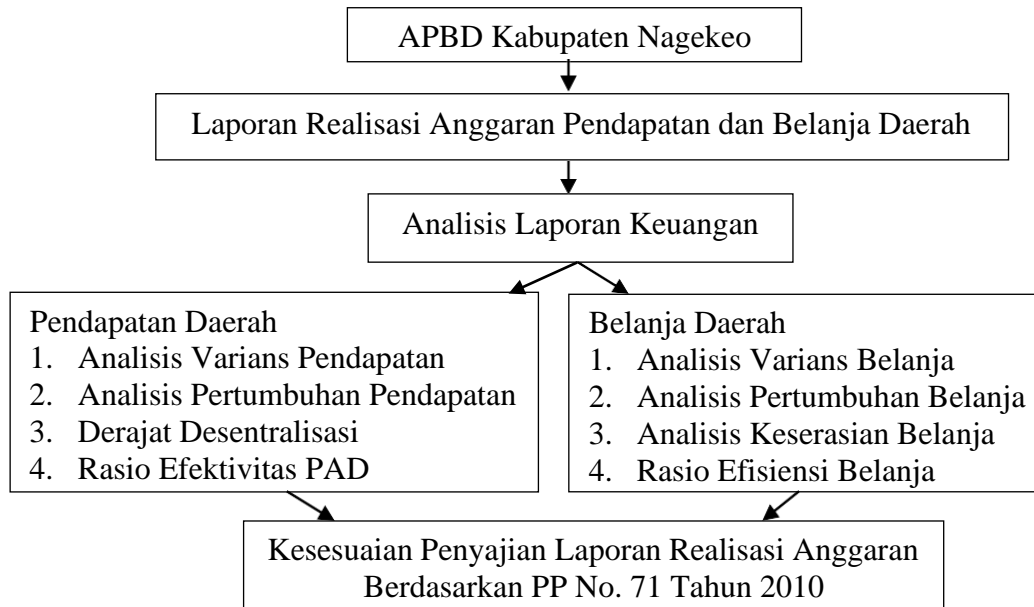 APBD Kabupaten Nagekeo
Laporan Realisasi Anggaran Pendapatan dan Belanja Daerah
Analisis Laporan Keuangan
Pendapatan Daerah
1. Analisis Varians Pendapatan
2. Analisis Pertumbuhan Pendapatan
3. Derajat Desentralisasi
4. Rasio Efektivitas PAD
Belanja Daerah
1. Analisis Varians Belanja
2. Analisis Pertumbuhan Belanja
3. Analisis Keserasian Belanja
4. Rasio Efisiensi Belanja
Kesesuaian Penyajian Laporan Realisasi Anggaran
Berdasarkan PP No. 71 Tahun 2010